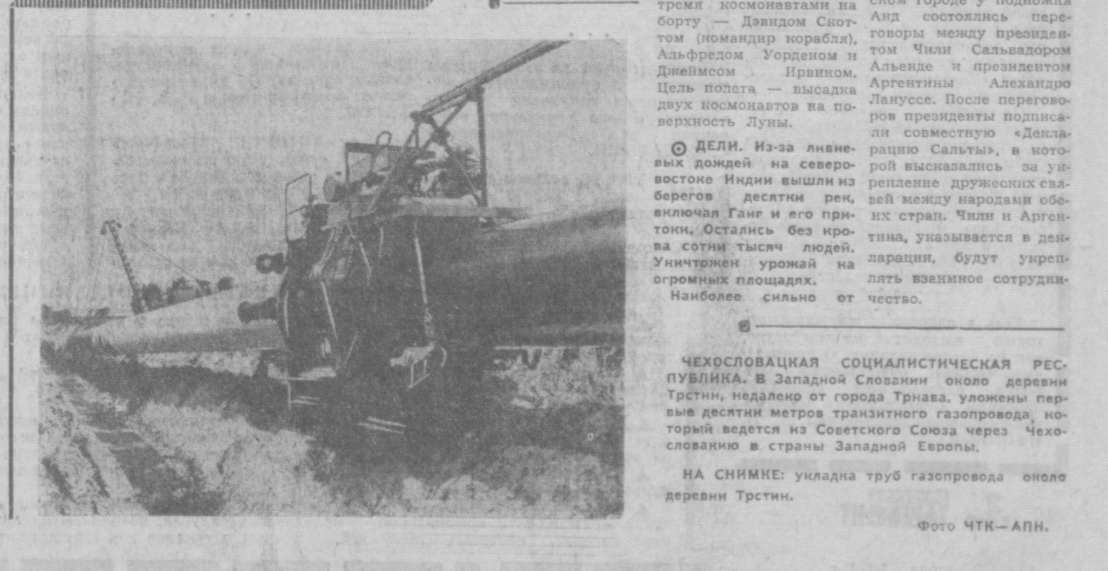 тремя космонавтами на
борту — Дэвидом Скот-
том (командир корабля),
Альфредом Уорденом и
Джеймсом Ирвином.
Цель полета — высадка
двух космонавтов на по-
верхность Луны.
ДЕЛИ. Из-за ливне-
вых дождей на северо-
востоке Индии вышли из
берегов десятки рек,
включая Ганг и его при-
токи. Остались без кро-
ва сотни тысяч людей.
Уничтожен урожай на
огромных площадях.
Наиболее сильно от
ском городе у подножия
Анд состоялись пере-
говоры между президен-
том Чили Сальвадором
Альенде и президентом
Аргентины Алехандро
Лануссе. После перегово-
ров президенты подписа-
ли совместную «Декла-
рацию Сальты», в кото-
рой высказались за ук-
репление дружеских свя-
зей между народами обе-
их стран. Чили и Арген-
тина, указывается в дек-
ларации, будут укреп-
лять взаимное сотрудни-
чество.
ЧЕХОСЛОВАЦКАЯ СОЦИАЛИСТИЧЕСКАЯ РЕС-
ПУБЛИКА. В Западной Словакии около деревни
Трстин, недалеко от города Трнава, уложены пер-
вые десятки метров транзитного газопровода, ко-
торый ведется из Советского Союза через Чехо-
словакию в страны Западной Европы.
НА СНИМКЕ: укладка труб газопровода около
деревни Трстин.
Фото ЧТК—АПН.